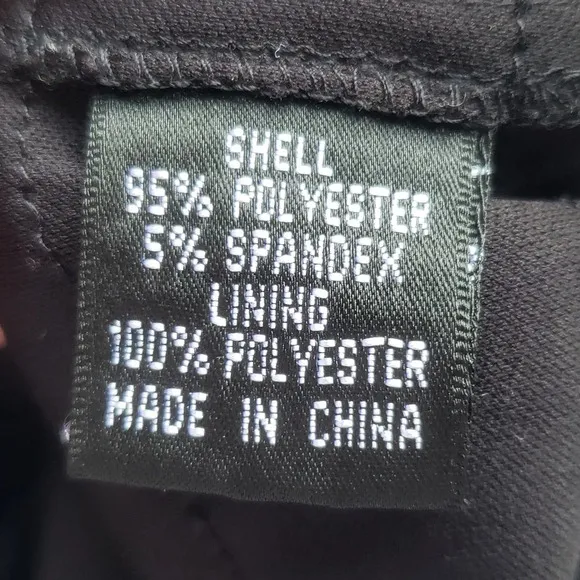 SHELL
95% POLYESTER
5% SPANDEX
LINING
100% POLYESTER
MADE IN CHINA